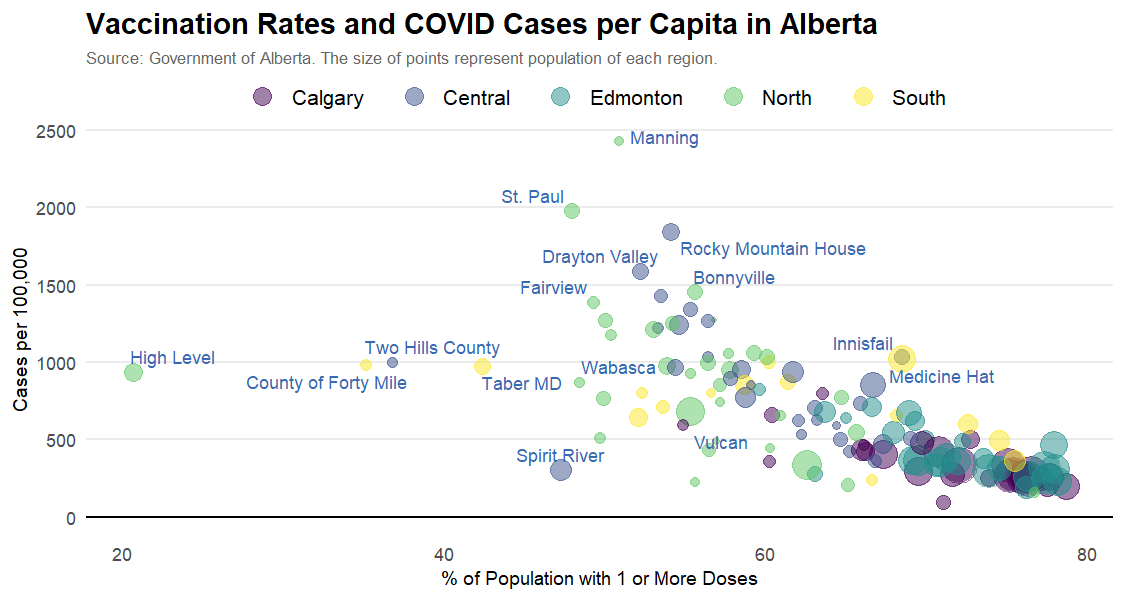 Vaccination Rates and COVID Cases per Capita in Alberta
Source: Government of Alberta. The size of points represent population of each region.
Calgary Central Edmonton North South
Cases per 100,000
2500
2000
1500
1000
500
0
Manning
St. Paul
Rocky Mountain House
Drayton Valley
Bonnyville
Fairview
Innisfail
Two Hills County
High Level
Wabasca
Medicine Hat
County of Forty Mile
Taber MD
Vulcan
Spirit River
20 40 60 80
% of Population with 1 or More Doses